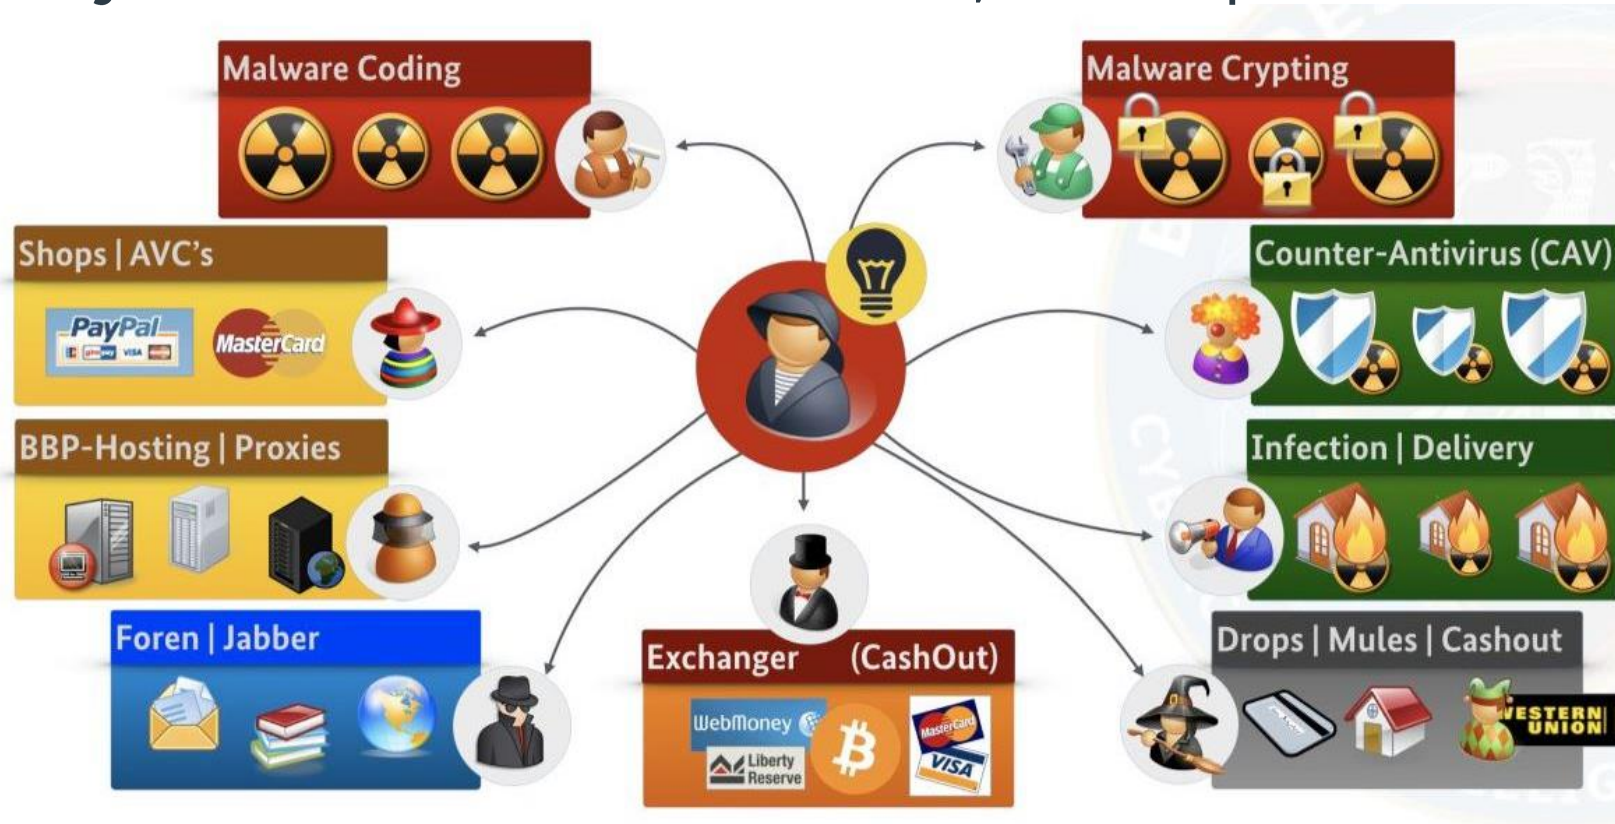 Malware Coding
Malware Crypting
Shops | AVC's
PayPal
VISA
MasterCard
Counter-Antivirus (CAV)
BBP-Hosting | Proxies
Infection | Delivery
Foren | Jabber
Exchanger (CashOut)
WebMoney
Liberty
Reserve
MasterCard
VISA
Drops | Mules | Cashout
WESTERN
UNION